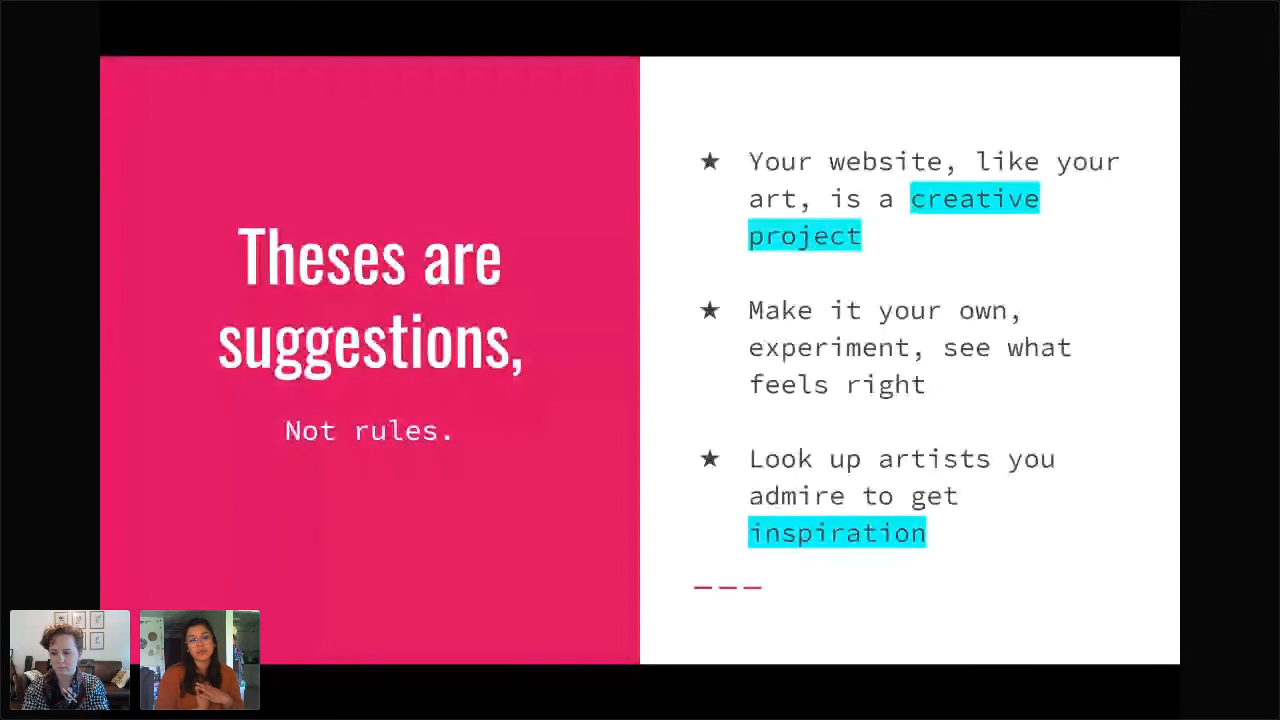 Theses are
suggestions,
Not rules.
★ Your website, like your
art, is a creative
project
★ Make it your own,
experiment, see what
feels right
★ Look up artists you
admire to get
inspiration